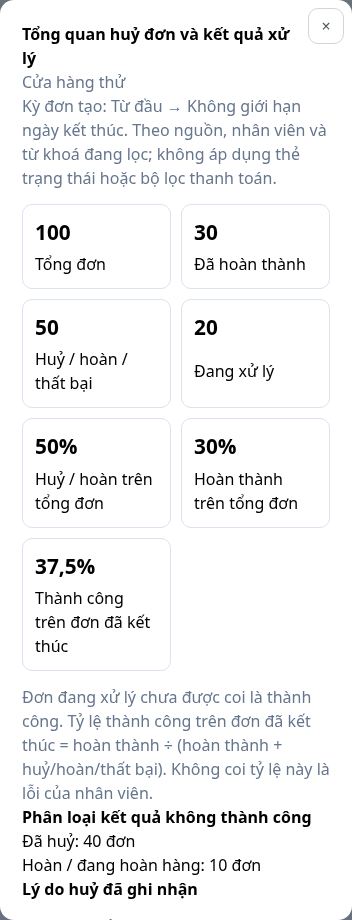 Tổng quan huỷ đơn và kết quả xử
lý
×
Cửa hàng thử
Kỳ đơn tạo: Từ đầu → Không giới hạn
ngày kết thúc. Theo nguồn, nhân viên và
từ khoá đang lọc; không áp dụng thẻ
trạng thái hoặc bộ lọc thanh toán.
100
Tổng đơn
30
Đã hoàn thành
50
Huỷ / hoàn /
thất bại
20
Đang xử lý
50%
Huỷ / hoàn trên
tổng đơn
30%
Hoàn thành
trên tổng đơn
37,5%
Thành công
trên đơn đã kết
thúc
Đơn đang xử lý chưa được coi là thành
công. Tỷ lệ thành công trên đơn đã kết
thúc = hoàn thành ÷ (hoàn thành +
huỷ/hoàn/thất bại). Không coi tỷ lệ này là
lỗi của nhân viên.
Phân loại kết quả không thành công
Đã huỷ: 40 đơn
Hoàn / đang hoàn hàng: 10 đơn
Lý do huỷ đã ghi nhận